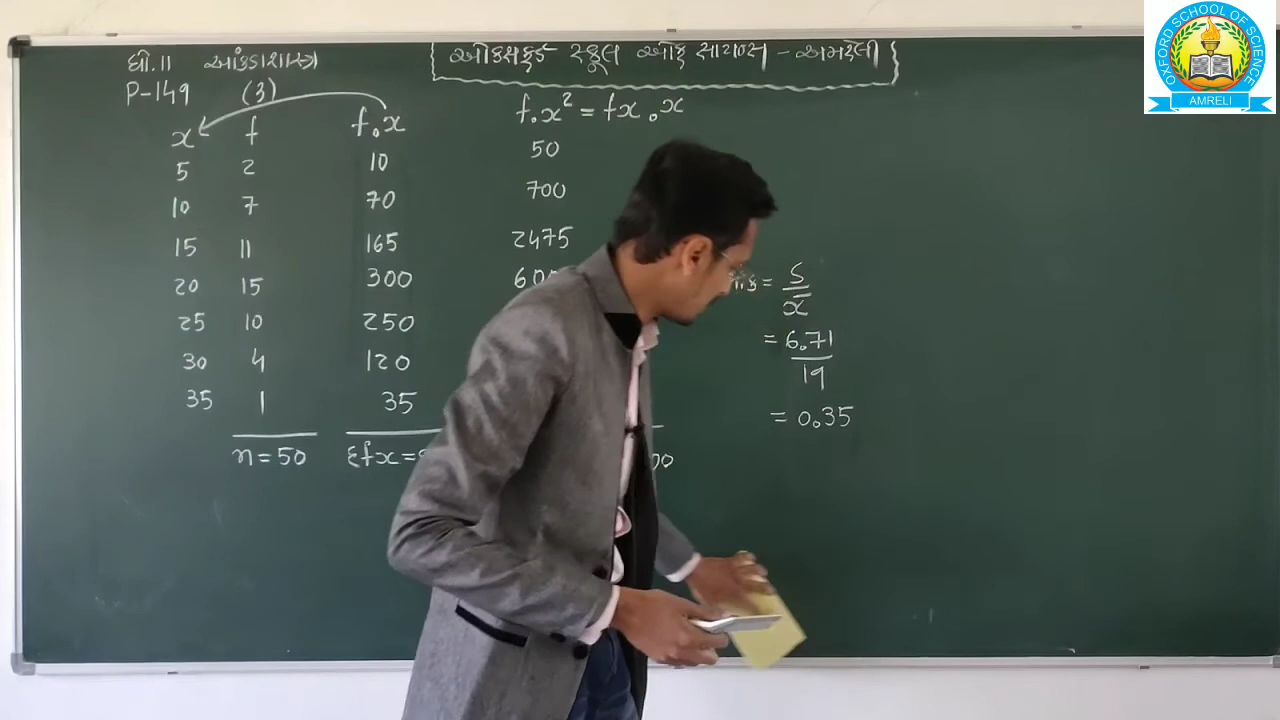 ધો.11 આંકડાશાસ્ત્ર
{ ઓક્સફર્ડ સ્કૂલ ઓફ સાયન્સ - અમરેલી }
P-149 (3)
x f f.x f.x² = fx.x
5 2 10 50
10 7 70 700
15 11 165 2475
20 15 300
25 10 250
30 4 120
35 1 35
n = 50 Σfx =
= S / x̄
= 6.71 / 19
= 0.35
OXFORD SCHOOL OF SCIENCE
AMRELI